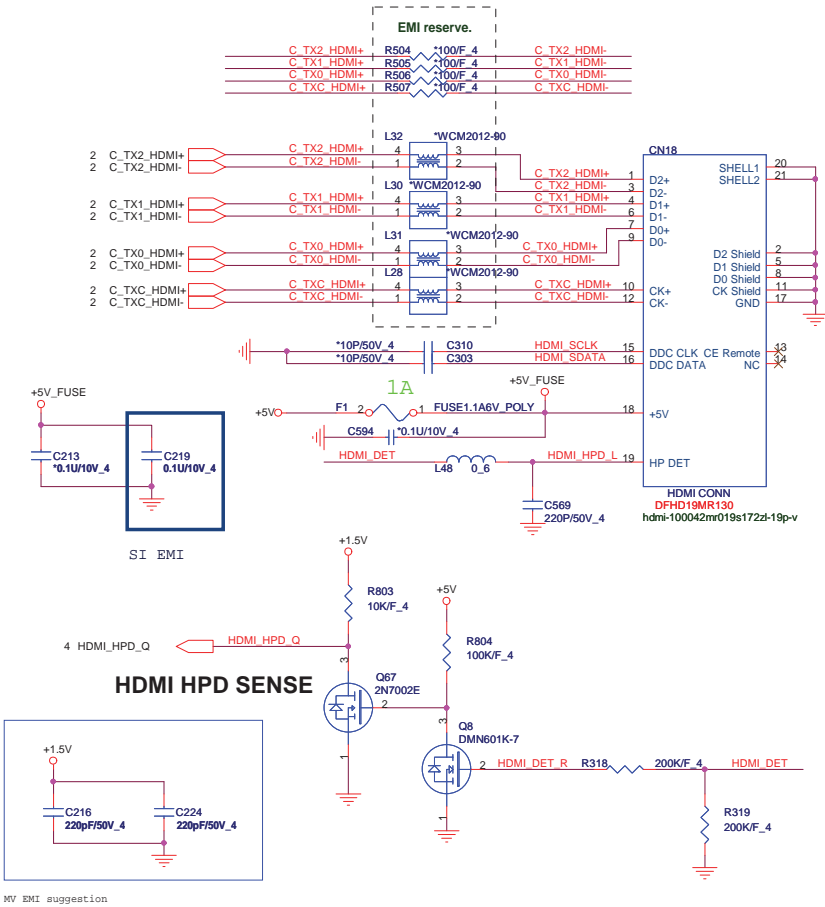 EMI reserve.
C_TX2_HDMI+ R504 *100/F_4 C_TX2_HDMI-
C_TX1_HDMI+ R505 *100/F_4 C_TX1_HDMI-
C_TX0_HDMI+ R506 *100/F_4 C_TX0_HDMI-
C_TXC_HDMI+ R507 *100/F_4 C_TXC_HDMI-
L32 *WCM2012-90
2 C_TX2_HDMI+ C_TX2_HDMI+ 4 3
2 C_TX2_HDMI- C_TX2_HDMI- 1 2
L30 *WCM2012-90
2 C_TX1_HDMI+ C_TX1_HDMI+ 4 3
2 C_TX1_HDMI- C_TX1_HDMI- 1 2
L31 *WCM2012-90
2 C_TX0_HDMI+ C_TX0_HDMI+ 4 3 C_TX0_HDMI+
2 C_TX0_HDMI- C_TX0_HDMI- 1 2 C_TX0_HDMI-
L28 *WCM2012-90
2 C_TXC_HDMI+ C_TXC_HDMI+ 4 3 C_TXC_HDMI+
2 C_TXC_HDMI- C_TXC_HDMI- 1 2 C_TXC_HDMI-
CN18
C_TX2_HDMI+ 1 D2+
C_TX2_HDMI- 3 D2-
C_TX1_HDMI+ 4 D1+
C_TX1_HDMI- 6 D1-
7 D0+
9 D0-
10 CK+
12 CK-
SHELL1 20
SHELL2 21
D2 Shield 2
D1 Shield 5
D0 Shield 8
CK Shield 11
GND 17
*10P/50V_4 C310 HDMI_SCLK 15 DDC CLK CE Remote 13
*10P/50V_4 C303 HDMI_SDATA 16 DDC DATA NC 14
1A
+5V_FUSE
+5V F1 2 1 FUSE1.1A6V_POLY 18 +5V
C594 *0.1U/10V_4
HDMI_DET L48 0_6 HDMI_HPD_L 19 HP DET
C569
220P/50V_4
HDMI CONN
DFHD19MR130
hdmi-100042mr019s172zl-19p-v
+5V_FUSE
C213
*0.1U/10V_4
C219
0.1U/10V_4
SI EMI
+1.5V
R803
10K/F_4
+5V
R804
100K/F_4
4 HDMI_HPD_Q HDMI_HPD_Q
HDMI HPD SENSE
3
Q67
2N7002E
2
1
3
Q8
DMN601K-7
2 HDMI_DET_R R318 200K/F_4 HDMI_DET
1
R319
200K/F_4
+1.5V
C216
220pF/50V_4
C224
220pF/50V_4
MV EMI suggestion